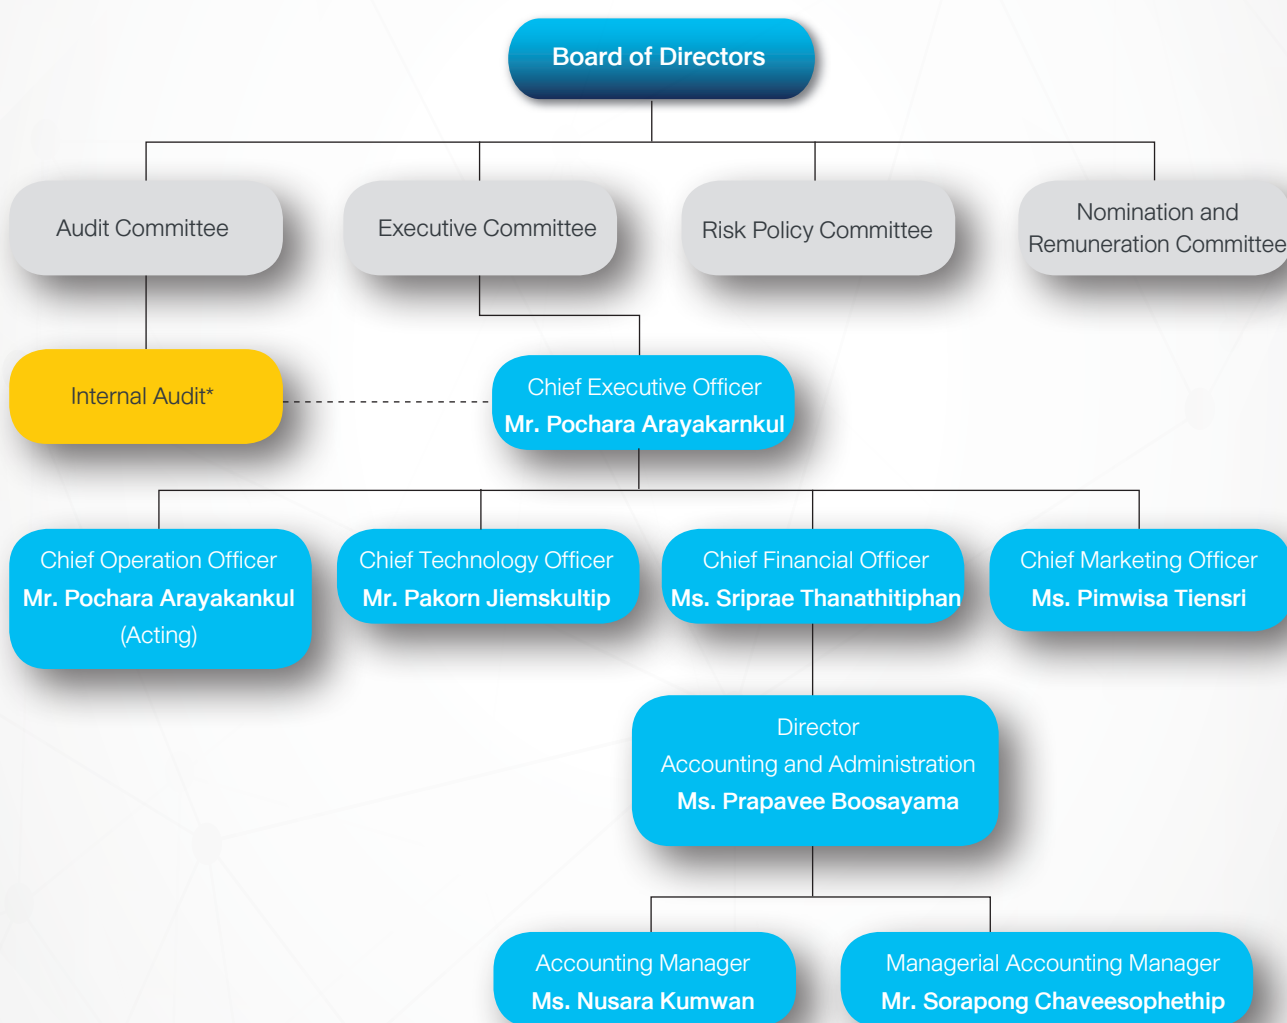 Board of Directors
Audit Committee
Executive Committee
Risk Policy Committee
Nomination and
Remuneration Committee
Internal Audit*
Chief Executive Officer
Mr. Pochara Arayakarnkul
Chief Operation Officer
Mr. Pochara Arayakankul
(Acting)
Chief Technology Officer
Mr. Pakorn Jiemskultip
Chief Financial Officer
Ms. Sriprae Thanathitiphan
Chief Marketing Officer
Ms. Pimwisa Tiensri
Director
Accounting and Administration
Ms. Prapavee Boosayama
Accounting Manager
Ms. Nusara Kumwan
Managerial Accounting Manager
Mr. Sorapong Chaveesophethip